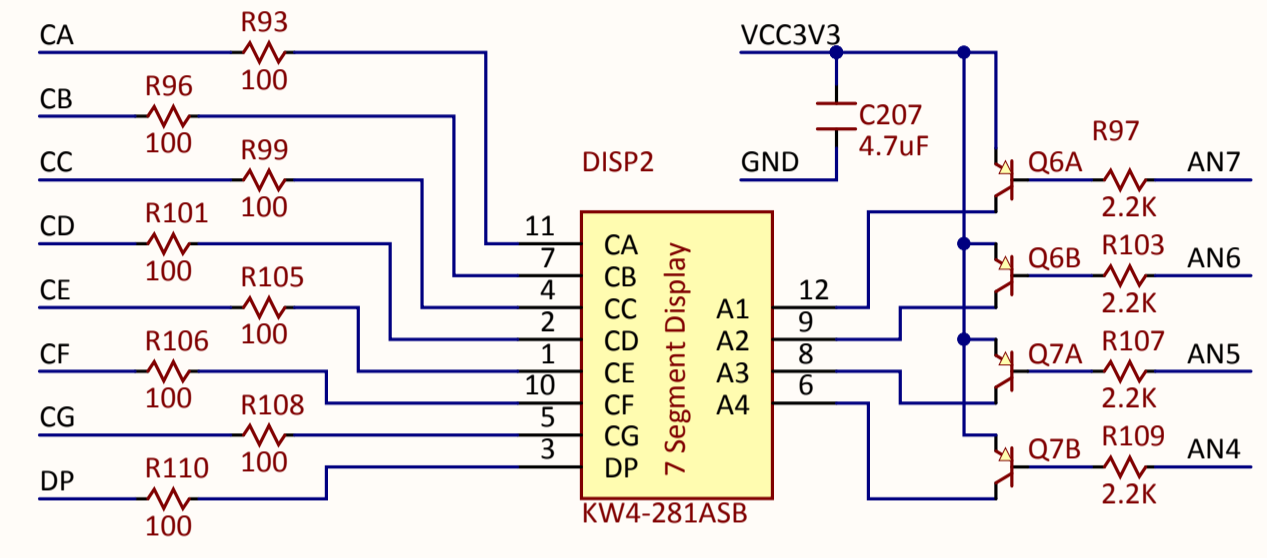 CA
R93
100
CB
R96
100
CC
R99
100
CD
R101
100
CE
R105
100
CF
R106
100
CG
R108
100
DP
R110
100
DISP2
11 CA
7 CB
4 CC
2 CD
1 CE
10 CF
5 CG
3 DP
7 Segment Display
A1 12
A2 9
A3 8
A4 6
KW4-281ASB
VCC3V3
C207
4.7uF
GND
Q6A
R97
2.2K
AN7
Q6B
R103
2.2K
AN6
Q7A
R107
2.2K
AN5
Q7B
R109
2.2K
AN4